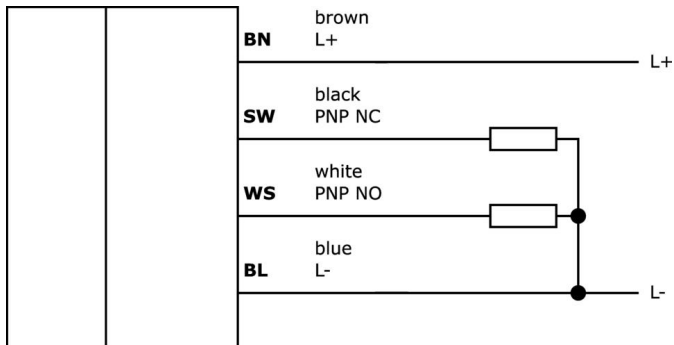 brown
BN L+
L+
black
SW PNP NC
white
WS PNP NO
blue
BL L-
L-